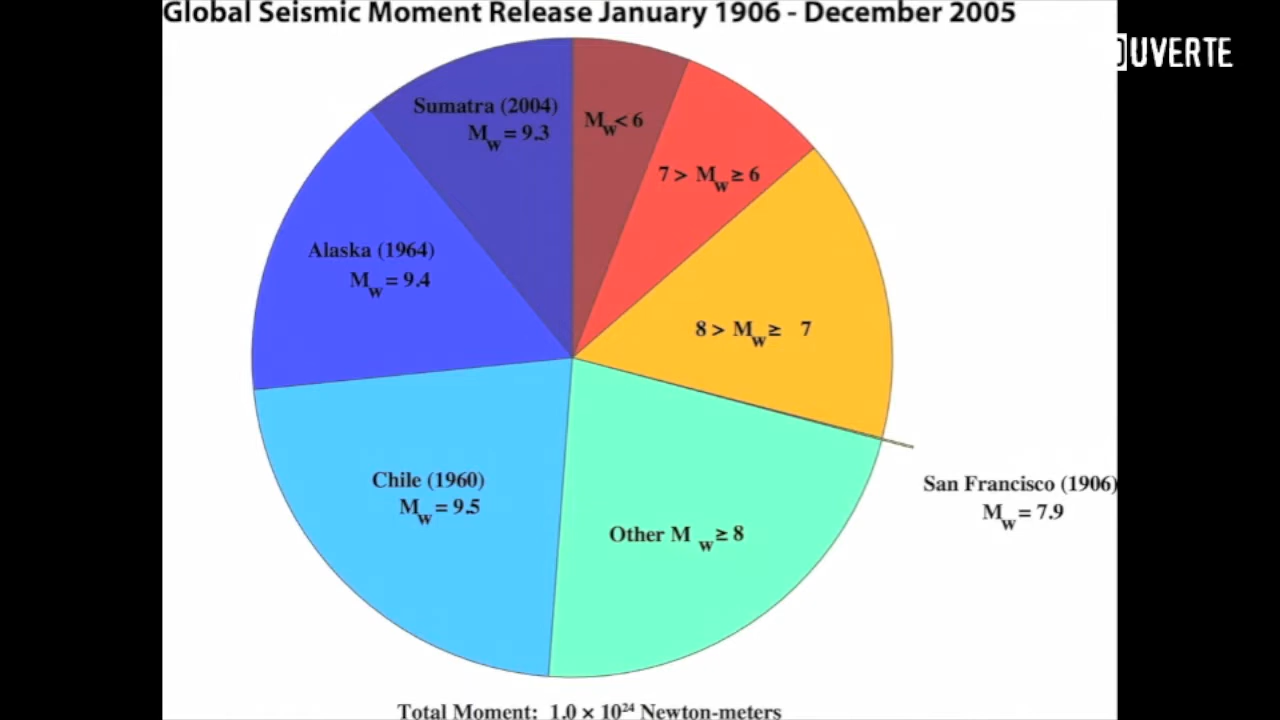 Global Seismic Moment Release January 1906 - December 2005
OUVERTE
Sumatra (2004)
Mw = 9.3
Mw < 6
7 > Mw ≥ 6
Alaska (1964)
Mw = 9.4
8 > Mw ≥ 7
Chile (1960)
Mw = 9.5
San Francisco (1906)
Mw = 7.9
Other Mw ≥ 8
Total Moment: 1.0 × 10²⁴ Newton-meters